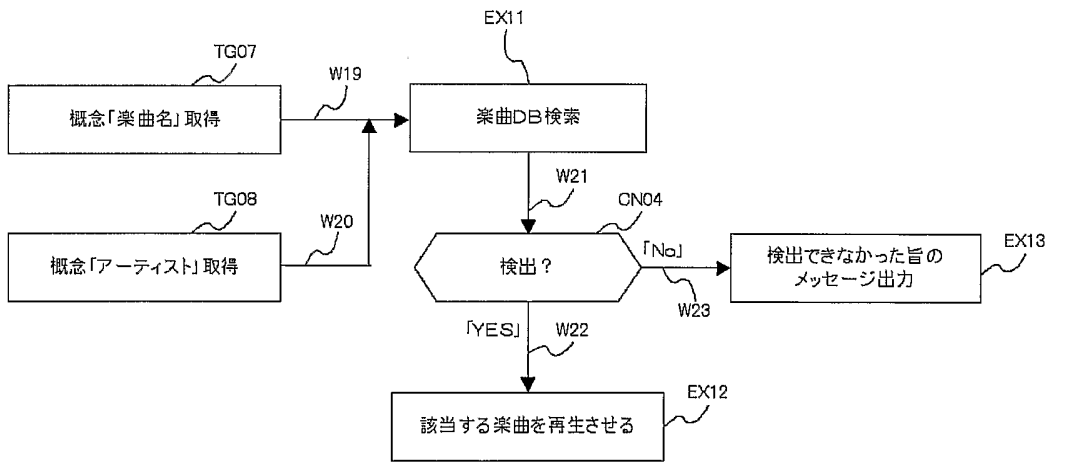 EX11
TG07
W19
概念「楽曲名」取得
楽曲DB検索
W21
TG08
W20
CN04
概念「アーティスト」取得
検出?
「No」
W23
検出できなかった旨の
メッセージ出力
EX13
「YES」
W22
EX12
該当する楽曲を再生させる